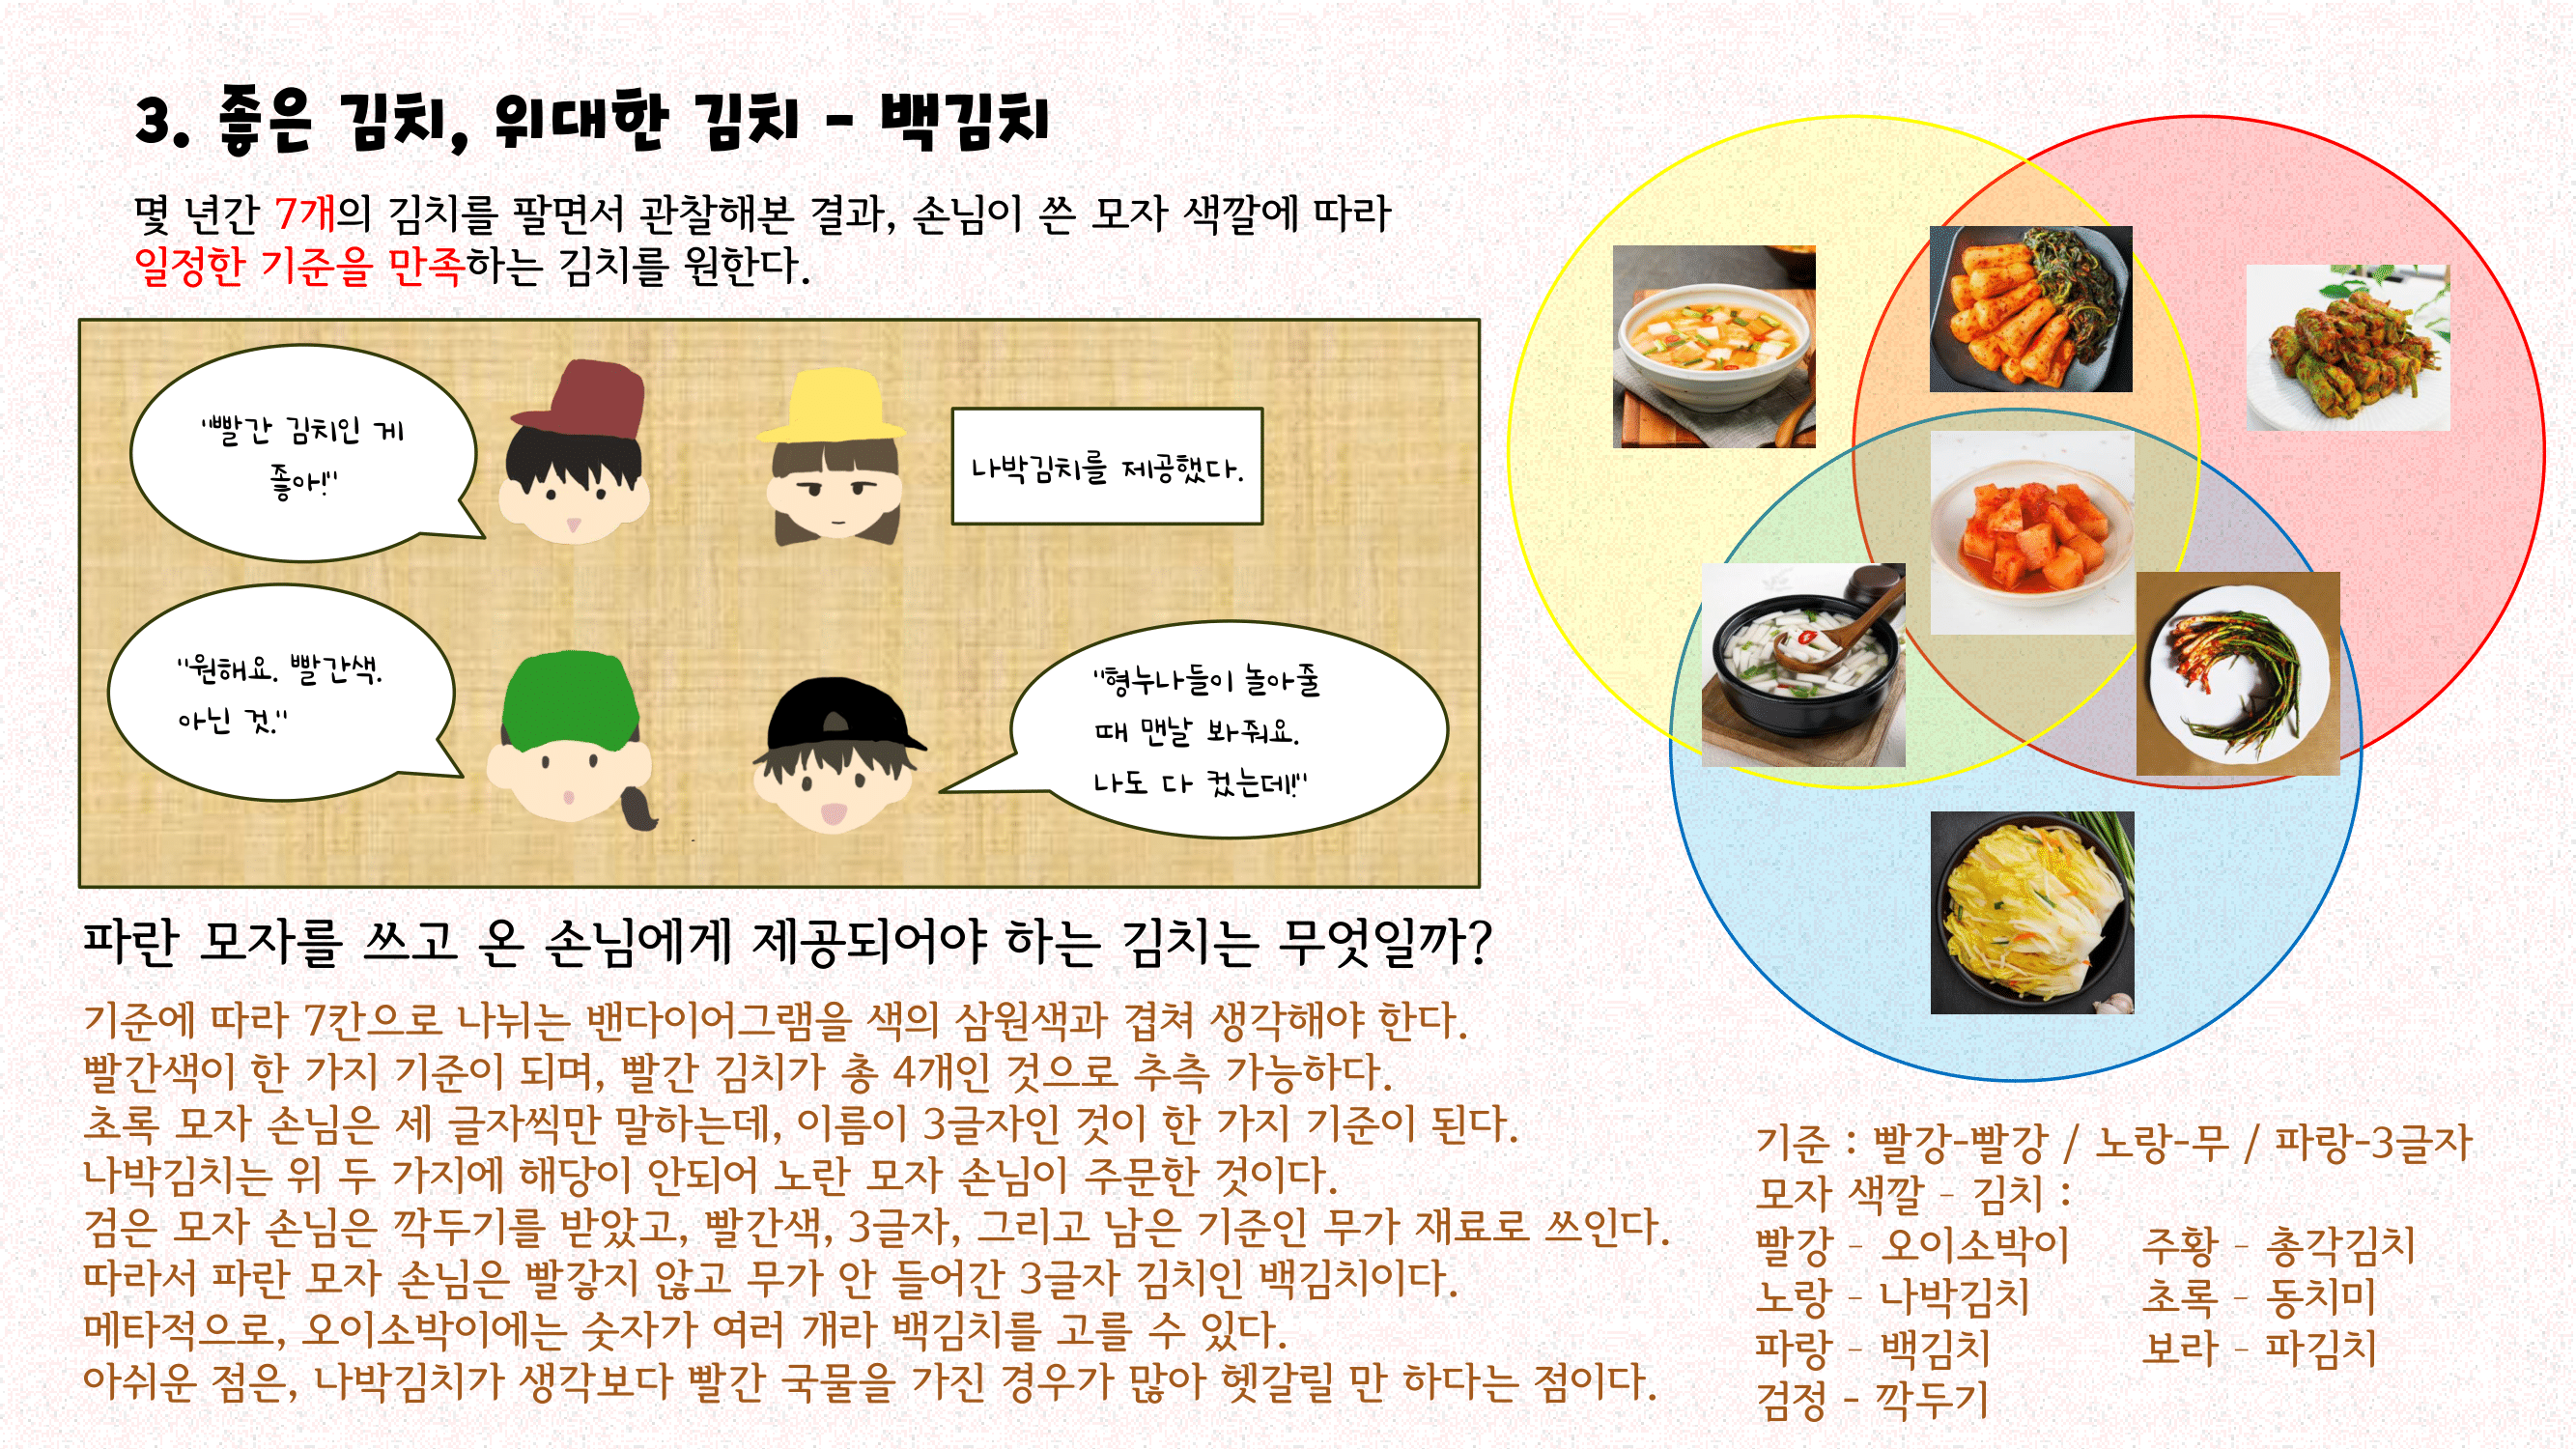 3. 좋은 김치, 위대한 김치 - 백김치
몇 년간 7개의 김치를 팔면서 관찰해본 결과, 손님이 쓴 모자 색깔에 따라
일정한 기준을 만족하는 김치를 원한다.
"빨간 김치인 게
좋아!"
나박김치를 제공했다.
"원해요. 빨간색.
아닌 것."
"형누나들이 놀아줄
때 맨날 봐줘요.
나도 다 컸는데!"
파란 모자를 쓰고 온 손님에게 제공되어야 하는 김치는 무엇일까?
기준에 따라 7칸으로 나뉘는 밴다이어그램을 색의 삼원색과 겹쳐 생각해야 한다.
빨간색이 한 가지 기준이 되며, 빨간 김치가 총 4개인 것으로 추측 가능하다.
초록 모자 손님은 세 글자씩만 말하는데, 이름이 3글자인 것이 한 가지 기준이 된다.
나박김치는 위 두 가지에 해당이 안되어 노란 모자 손님이 주문한 것이다.
검은 모자 손님은 깍두기를 받았고, 빨간색, 3글자, 그리고 남은 기준인 무가 재료로 쓰인다.
따라서 파란 모자 손님은 빨갛지 않고 무가 안 들어간 3글자 김치인 백김치이다.
메타적으로, 오이소박이에는 숫자가 여러 개라 백김치를 고를 수 있다.
아쉬운 점은, 나박김치가 생각보다 빨간 국물을 가진 경우가 많아 헷갈릴 만 하다는 점이다.
기준 : 빨강-빨강 / 노랑-무 / 파랑-3글자
모자 색깔 - 김치 :
빨강 - 오이소박이 주황 - 총각김치
노랑 - 나박김치 초록 - 동치미
파랑 - 백김치 보라 - 파김치
검정 - 깍두기